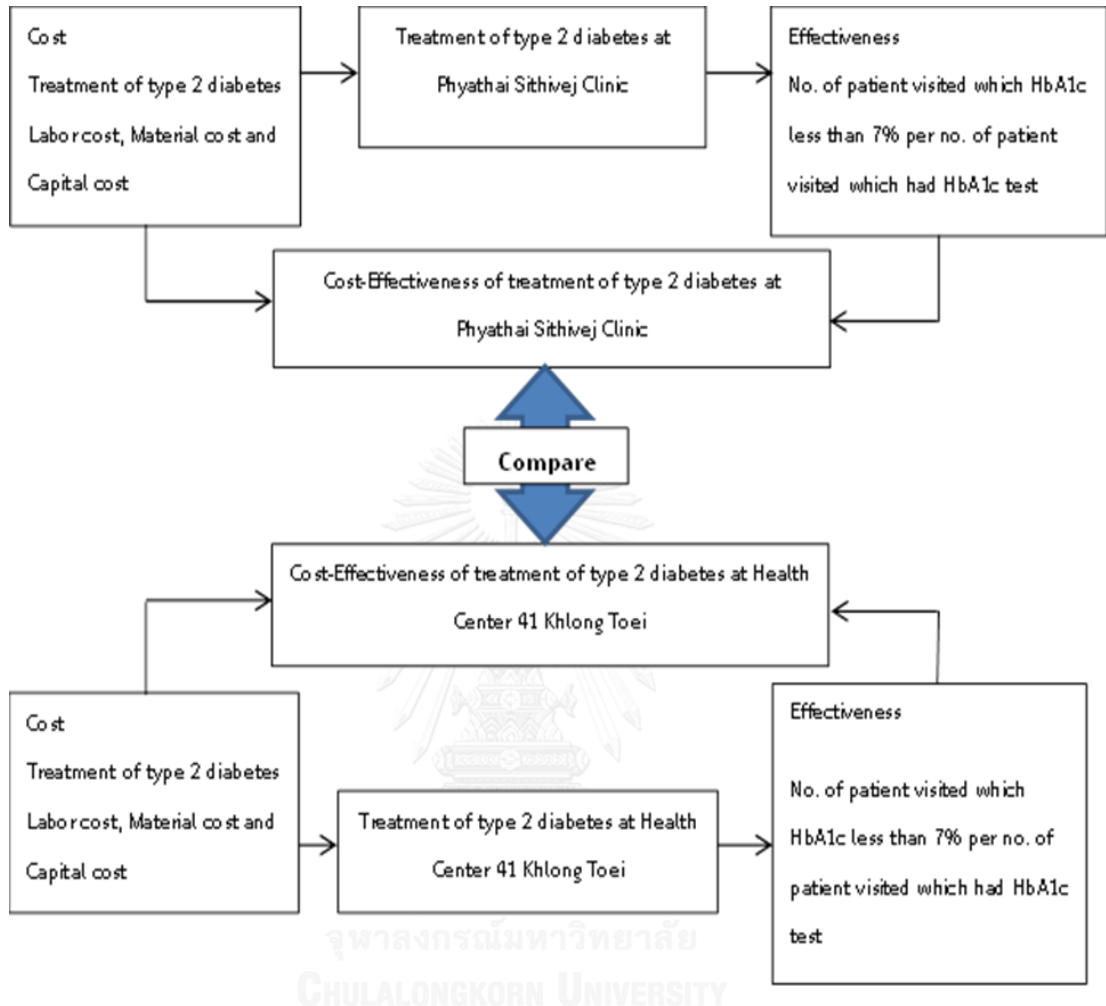 Cost
Treatment of type 2 diabetes
Labor cost, Material cost and
Capital cost
Treatment of type 2 diabetes at
Phyathai Sithivej Clinic
Effectiveness
No. of patient visited which HbA1c
less than 7% per no. of patient
visited which had HbA1c test
Cost-Effectiveness of treatment of type 2 diabetes at
Phyathai Sithivej Clinic
Compare
Cost-Effectiveness of treatment of type 2 diabetes at Health
Center 41 Khlong Toei
Cost
Treatment of type 2 diabetes
Labor cost, Material cost and
Capital cost
Treatment of type 2 diabetes at Health
Center 41 Khlong Toei
Effectiveness
No. of patient visited which
HbA1c less than 7% per no. of
patient visited which had HbA1c
test
จุฬาลงกรณ์มหาวิทยาลัย
CHULALONGKORN UNIVERSITY